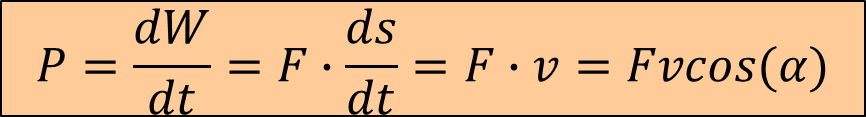 P = dW/dt = F · ds/dt = F · v = Fvcos(α)